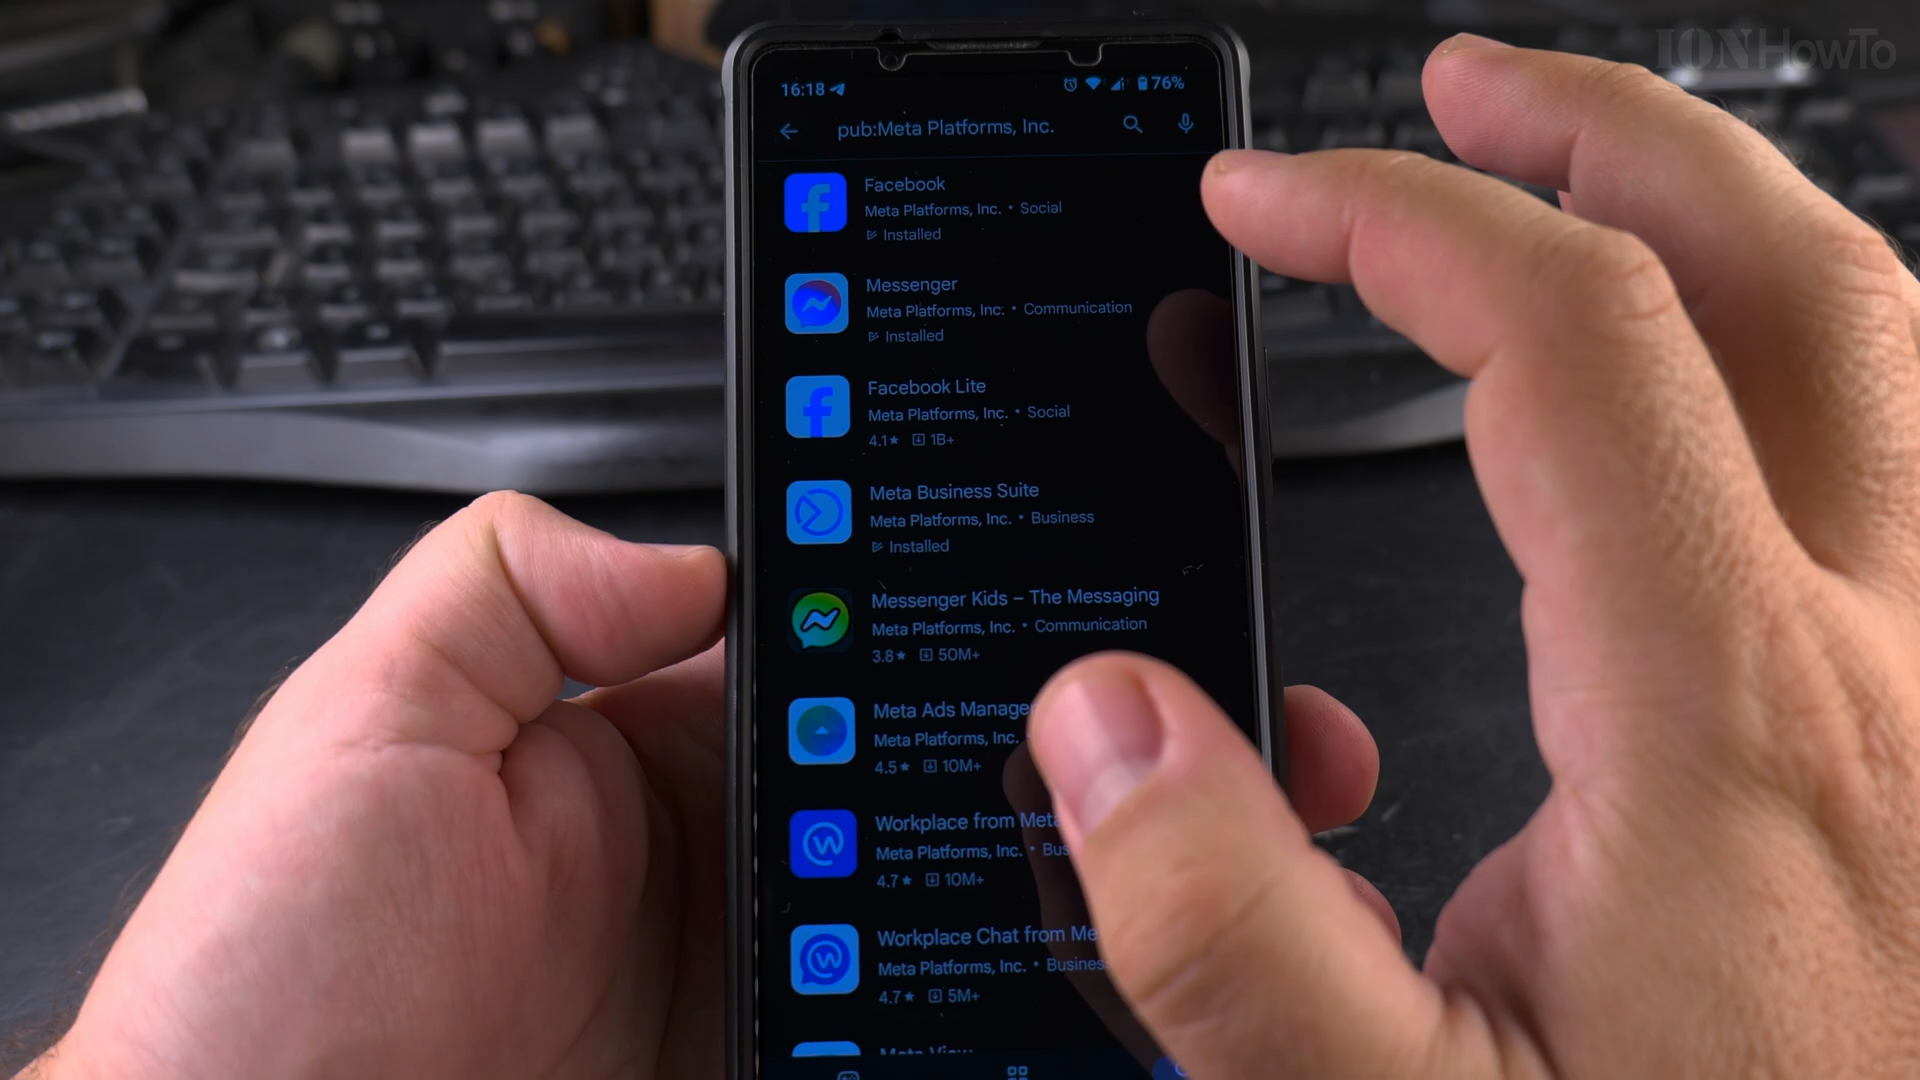 IONHowTo
16:18 76%
pub:Meta Platforms, Inc.
Facebook
Meta Platforms, Inc. • Social
Installed
Messenger
Meta Platforms, Inc. • Communication
Installed
Facebook Lite
Meta Platforms, Inc. • Social
4.1★ 1B+
Meta Business Suite
Meta Platforms, Inc. • Business
Installed
Messenger Kids – The Messaging
Meta Platforms, Inc. • Communication
3.8★ 50M+
Meta Ads Manage
Meta Platforms, Inc.
4.5★ 10M+
Workplace from Meta
Meta Platforms, Inc. • Bus
4.7★ 10M+
Workplace Chat from Me
Meta Platforms, Inc. • Business
4.7★ 5M+
Meta View